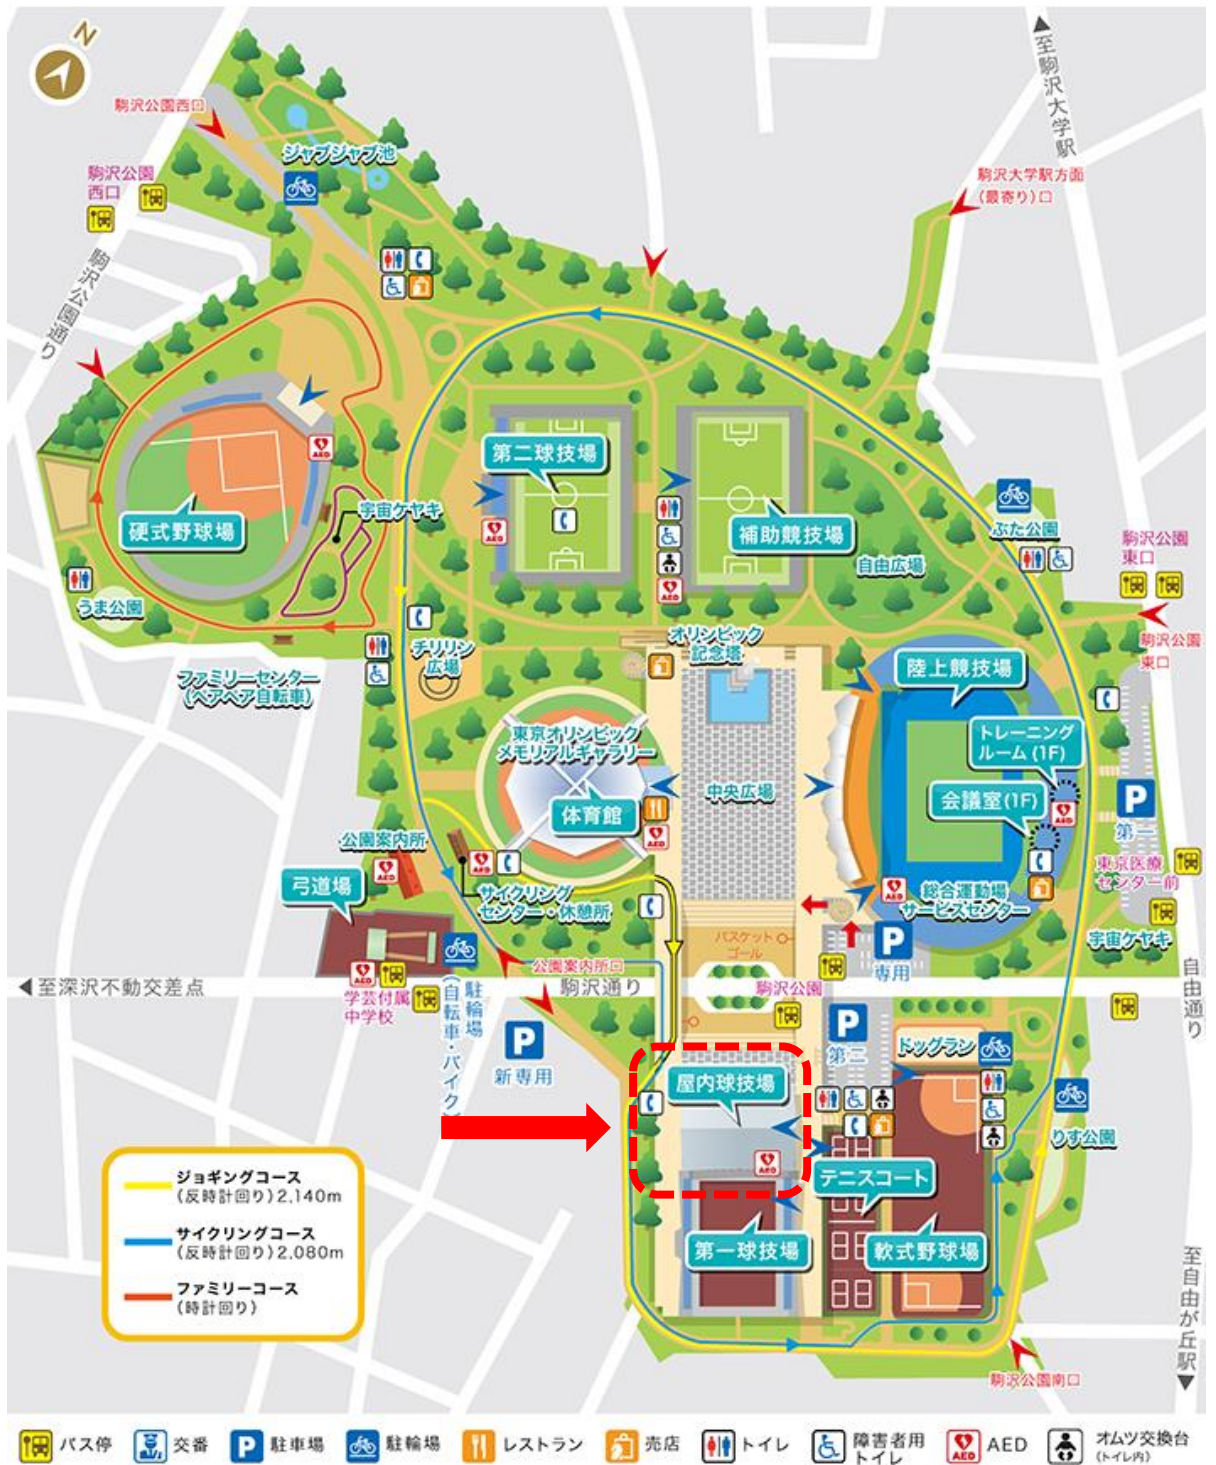 N
駒沢公園西口
ジャブジャブ池
駒沢公園
西口
駒沢公園通り
▲至駒沢大学駅
駒沢大学駅方面
(最寄り)口
第二球技場
補助競技場
硬式野球場
宇宙ケヤキ
AED
AED
AED
うま公園
自由広場
ぶた公園
駒沢公園
東口
駒沢公園
東口
チリリン
広場
オリンピック
記念塔
ファミリーセンター
(ペアペア自転車)
陸上競技場
トレーニング
ルーム(1F)
会議室(1F)
東京オリンピック
メモリアルギャラリー
中央広場
体育館
AED
AED
P
第一
公園案内所
AED
AED
弓道場
サイクリング
センター・休憩所
AED
総合運動場
サービスセンター
東京医療
センター前
宇宙ケヤキ
バスケット
ゴール
P
専用
公園案内所口
◀至深沢不動交差点
駒沢通り
駒沢公園
AED
学芸付属
中学校
駐輪場
(自転車・バイク)
P
新専用
P
第二
ドッグラン
自由通り
屋内球技場
AED
りす公園
テニスコート
第一球技場
軟式野球場
至自由が丘駅▼
駒沢公園南口
ジョギングコース
(反時計回り)2,140m
サイクリングコース
(反時計回り)2,080m
ファミリーコース
(時計回り)
バス停
交番
P 駐車場
駐輪場
レストラン
売店
トイレ
障害者用
トイレ
AED AED
オムツ交換台
(トイレ内)